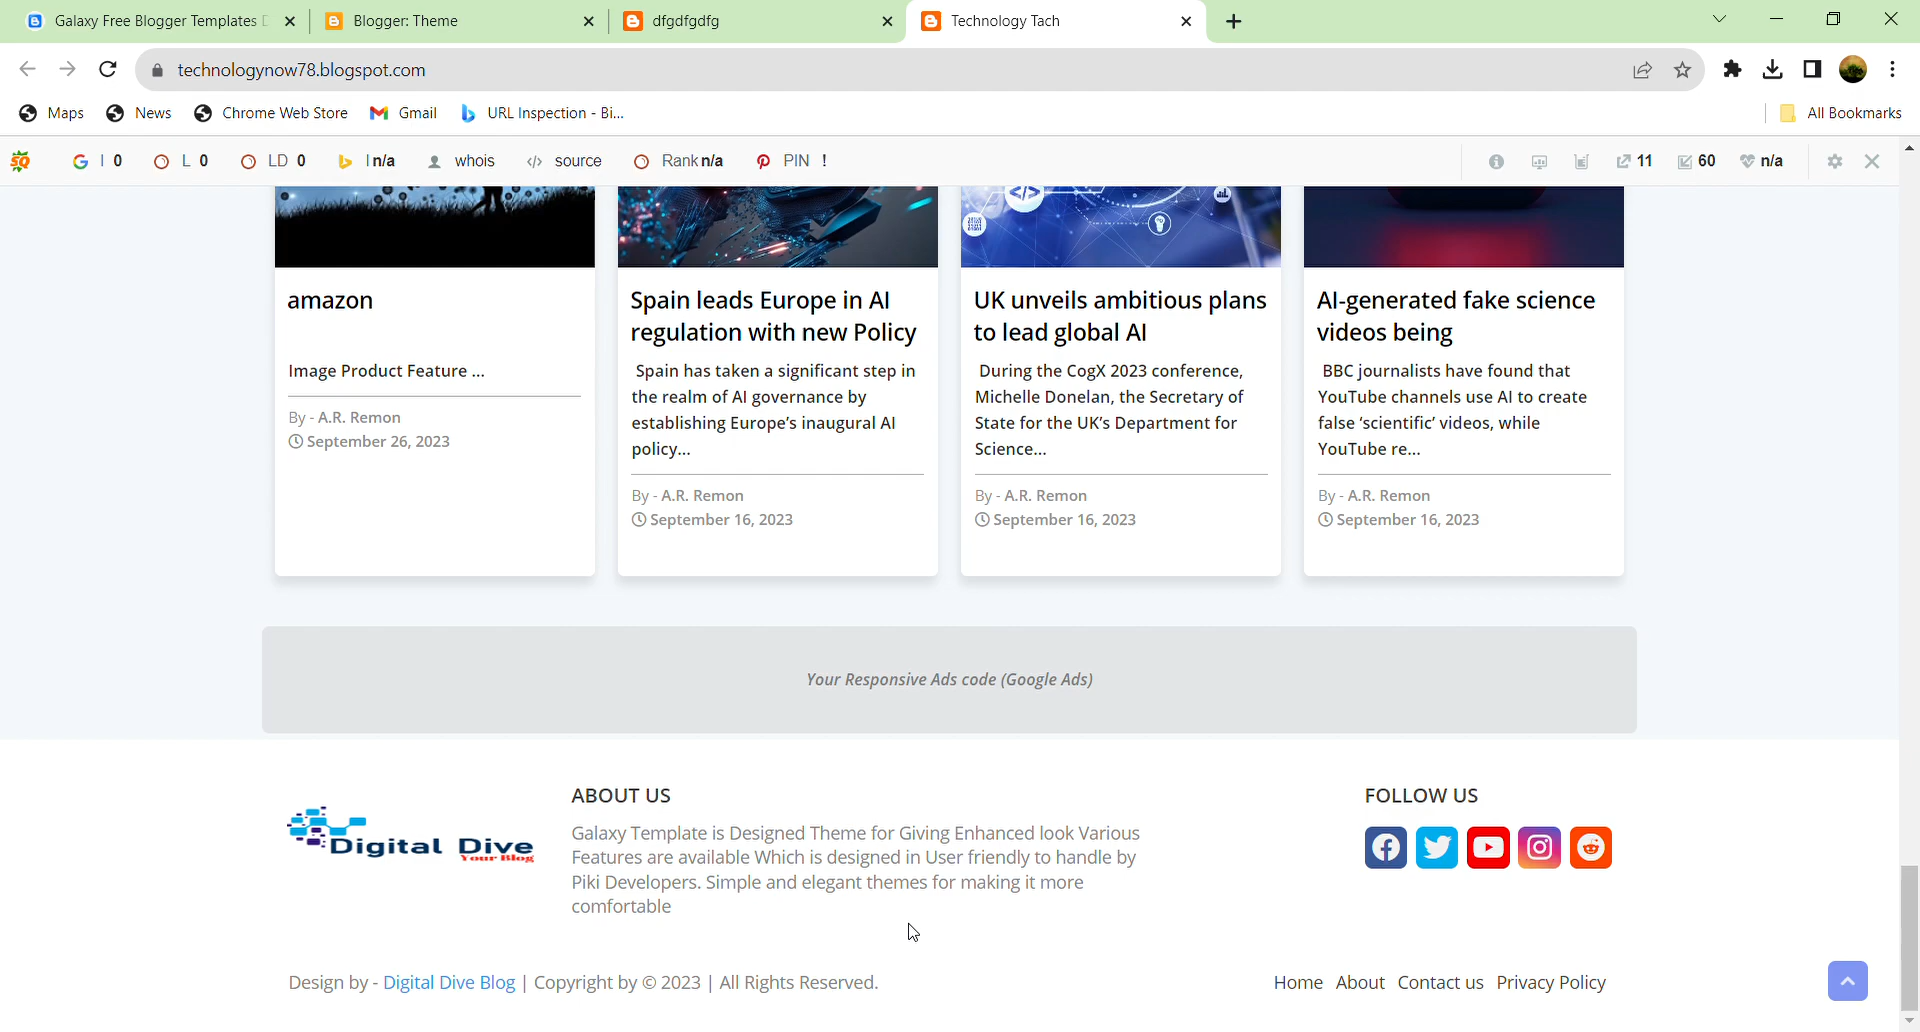 Galaxy Free Blogger Templates D
Blogger: Theme
dfgdfgdfg
Technology Tach
technologynow78.blogspot.com
Maps News Chrome Web Store Gmail URL Inspection - Bi... All Bookmarks
SQ I 0 L 0 LD 0 I n/a whois source Rank n/a PIN ! 11 60 n/a
amazon
Image Product Feature ...
By - A.R. Remon
September 26, 2023
Spain leads Europe in AI
regulation with new Policy
Spain has taken a significant step in
the realm of AI governance by
establishing Europe's inaugural AI
policy...
By - A.R. Remon
September 16, 2023
UK unveils ambitious plans
to lead global AI
During the CogX 2023 conference,
Michelle Donelan, the Secretary of
State for the UK's Department for
Science...
By - A.R. Remon
September 16, 2023
AI-generated fake science
videos being
BBC journalists have found that
YouTube channels use AI to create
false ‘scientific’ videos, while
YouTube re...
By - A.R. Remon
September 16, 2023
Your Responsive Ads code (Google Ads)
Digital Dive
Your Blog
ABOUT US
Galaxy Template is Designed Theme for Giving Enhanced look Various
Features are available Which is designed in User friendly to handle by
Piki Developers. Simple and elegant themes for making it more
comfortable
FOLLOW US
Design by - Digital Dive Blog | Copyright by © 2023 | All Rights Reserved.
Home About Contact us Privacy Policy